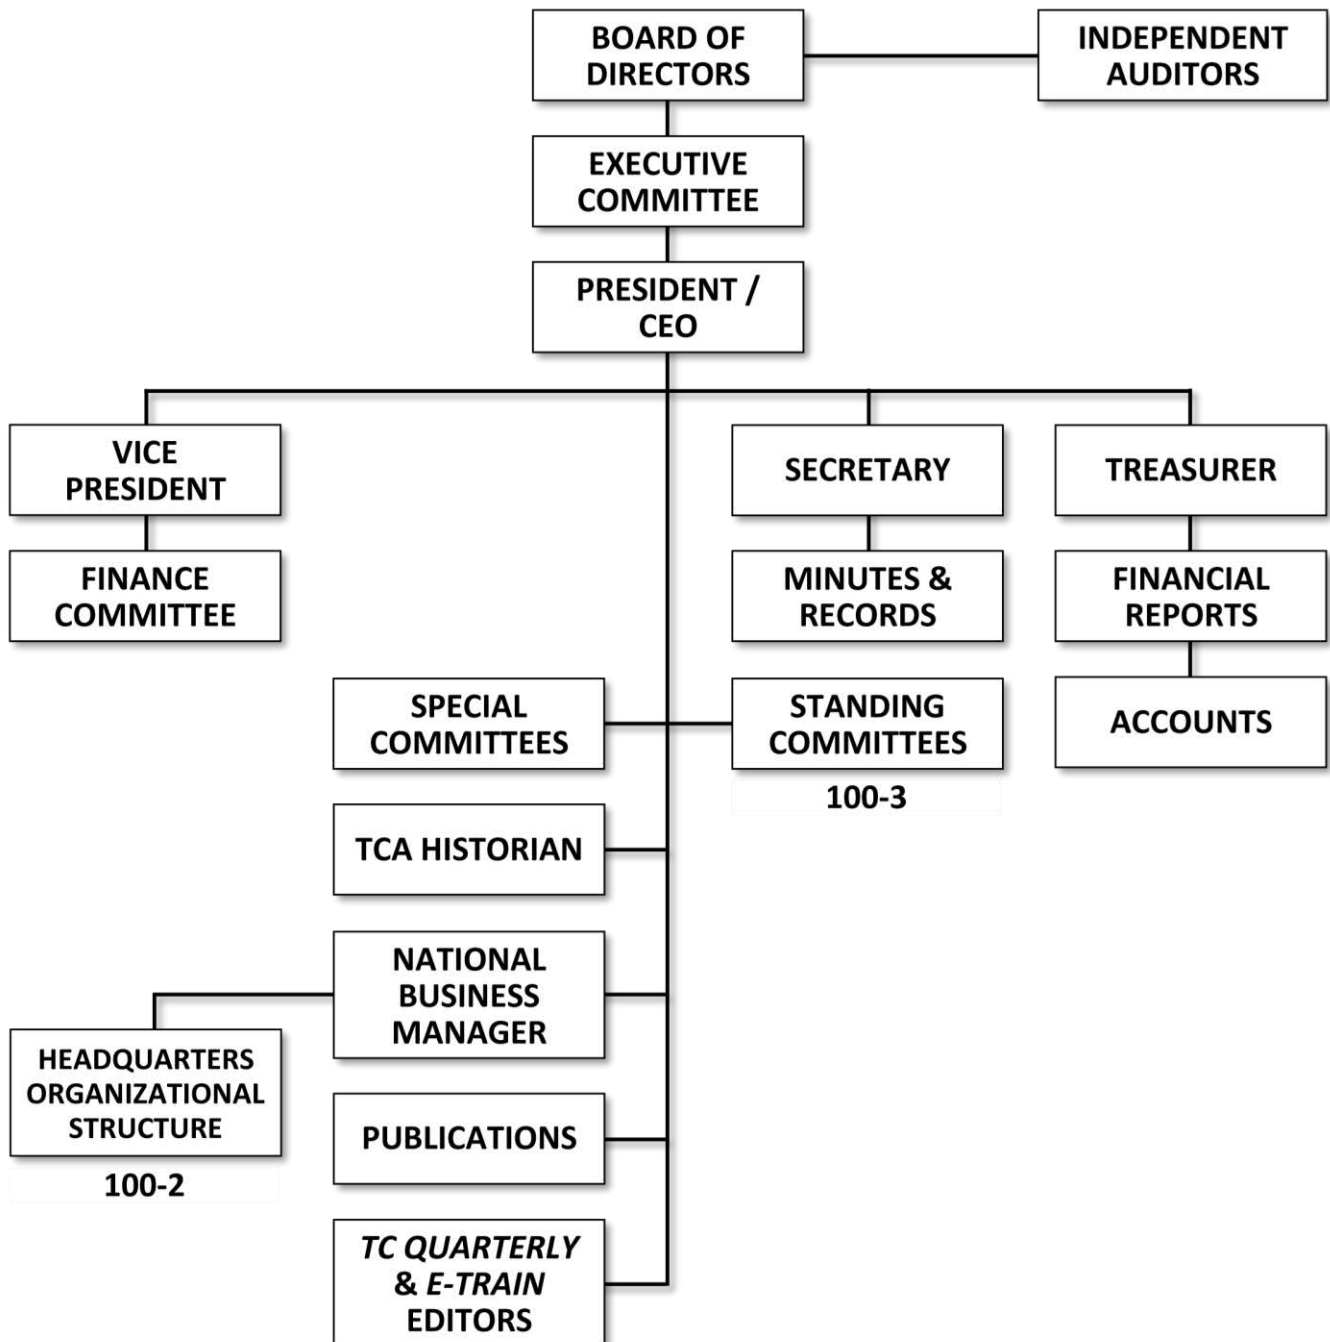 BOARD OF
DIRECTORS
INDEPENDENT
AUDITORS
EXECUTIVE
COMMITTEE
PRESIDENT /
CEO
VICE
PRESIDENT
SECRETARY
TREASURER
FINANCE
COMMITTEE
MINUTES &
RECORDS
FINANCIAL
REPORTS
SPECIAL
COMMITTEES
STANDING
COMMITTEES
100-3
ACCOUNTS
TCA HISTORIAN
NATIONAL
BUSINESS
MANAGER
HEADQUARTERS
ORGANIZATIONAL
STRUCTURE
100-2
PUBLICATIONS
TC QUARTERLY
& E-TRAIN
EDITORS